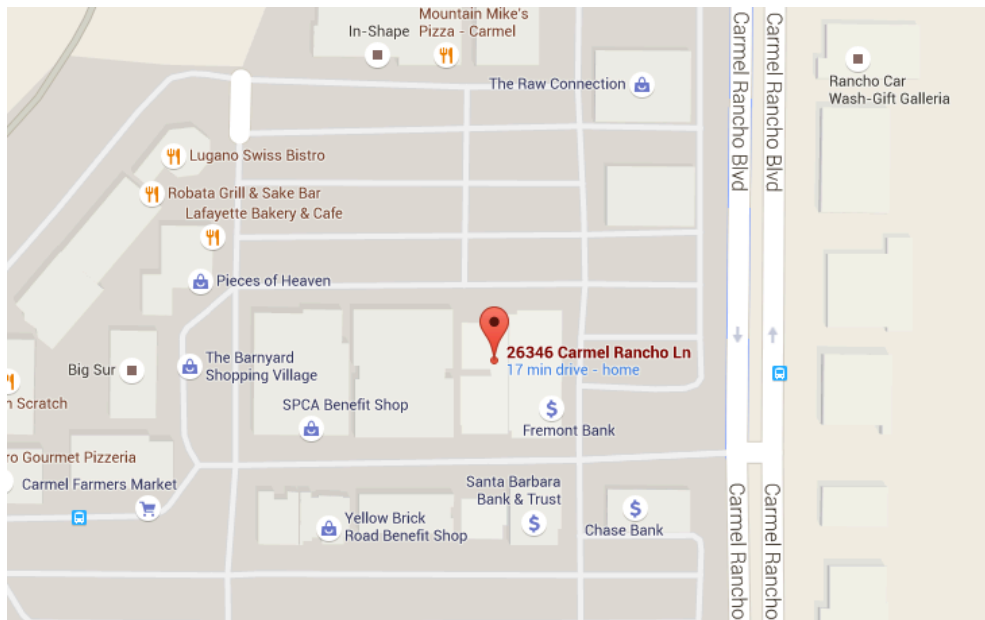 Mountain Mike's
Pizza - Carmel
In-Shape
The Raw Connection
Carmel Rancho Blvd
Carmel Rancho Blvd
Rancho Car
Wash-Gift Galleria
Lugano Swiss Bistro
Robata Grill & Sake Bar
Lafayette Bakery & Cafe
Pieces of Heaven
26346 Carmel Rancho Ln
17 min drive - home
The Barnyard
Shopping Village
Big Sur
n Scratch
SPCA Benefit Shop
Fremont Bank
ro Gourmet Pizzeria
Carmel Farmers Market
Santa Barbara
Bank & Trust
Chase Bank
Yellow Brick
Road Benefit Shop
Carmel Rancho
Carmel Rancho